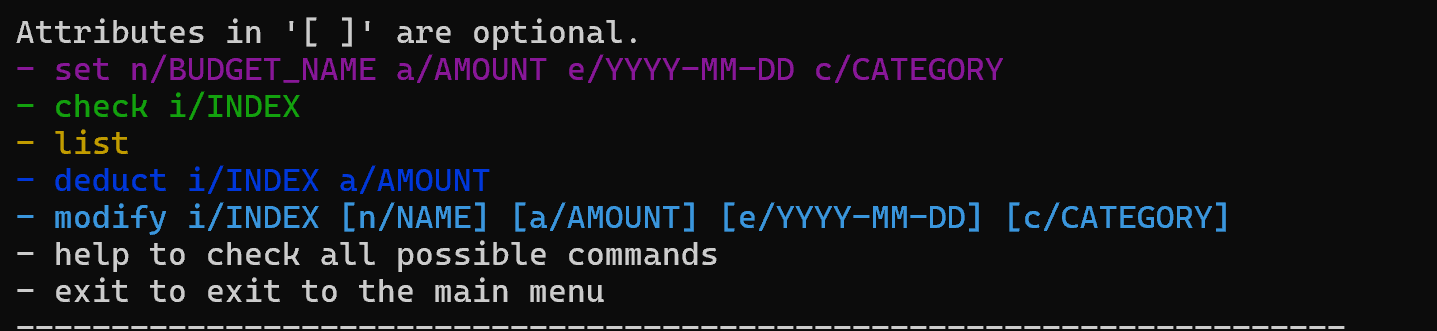 Attributes in '[ ]' are optional.
- set n/BUDGET_NAME a/AMOUNT e/YYYY-MM-DD c/CATEGORY
- check i/INDEX
- list
- deduct i/INDEX a/AMOUNT
- modify i/INDEX [n/NAME] [a/AMOUNT] [e/YYYY-MM-DD] [c/CATEGORY]
- help to check all possible commands
- exit to exit to the main menu
----------------------------------------------------------------------